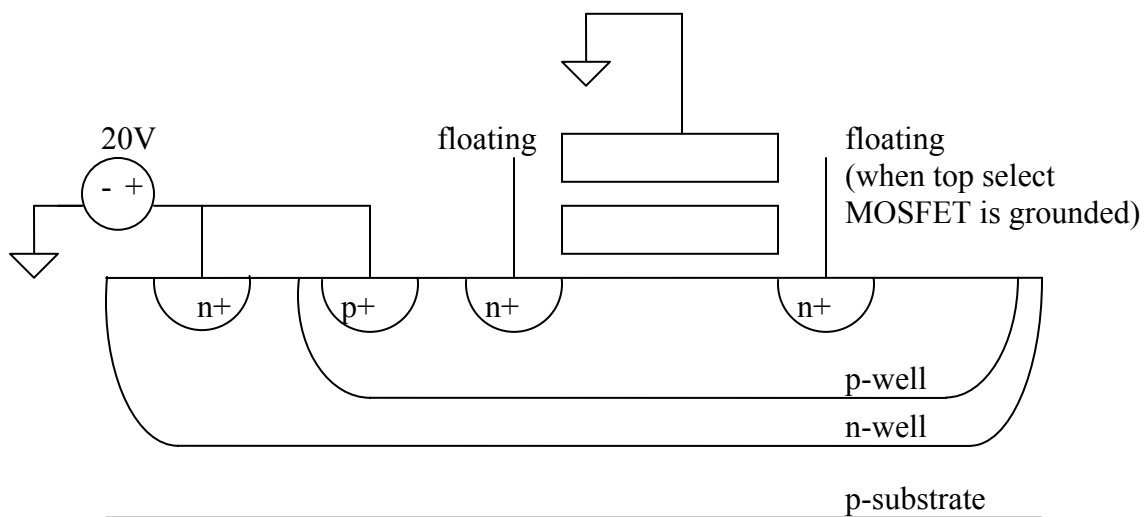 20V
- +
floating
floating
(when top select
MOSFET is grounded)
n+
p+
n+
n+
p-well
n-well
p-substrate